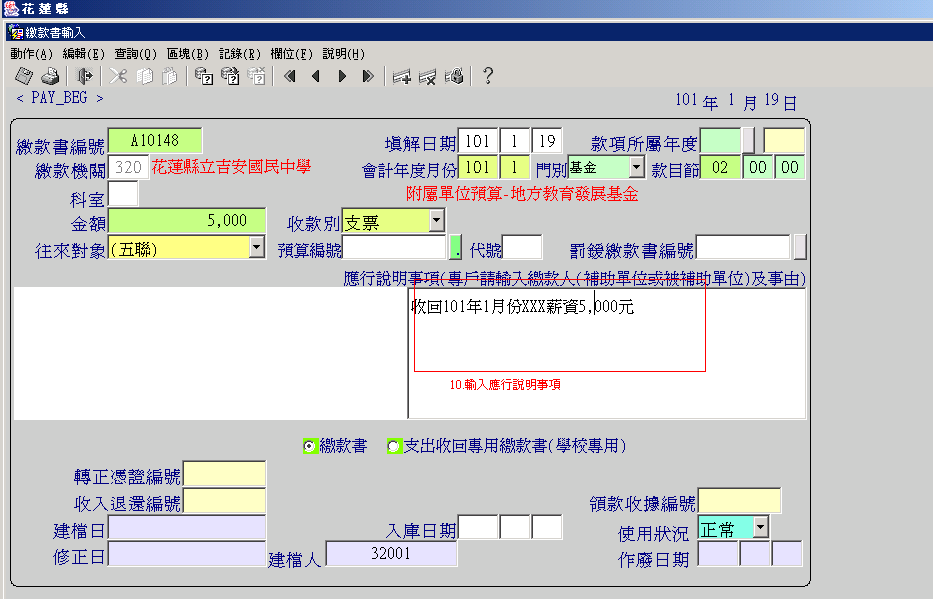 花蓮縣
繳款書輸入
動作(A) 編輯(E) 查詢(Q) 區塊(B) 記錄(R) 欄位(F) 說明(H)
< PAY_BEG >
101 年 1 月 19 日
繳款書編號 A10148 填解日期 101 1 19 款項所屬年度
繳款機關 320 花蓮縣立吉安國民中學 會計年度月份 101 1 門別 基金 款目節 02 00 00
科室 附屬單位預算-地方教育發展基金
金額 5,000 收款別 支票
往來對象 (五聯) 預算編號 . 代號 罰鍰繳款書編號
應行說明事項(專戶請輸入繳款人(補助單位或被補助單位)及事由)
收回101年1月份XXX薪資5,000元
10.輸入應行說明事項
繳款書 支出收回專用繳款書(學校專用)
轉正憑證編號
收入退還編號 領款收據編號
建檔日 入庫日期 使用狀況 正常
修正日 建檔人 32001 作廢日期